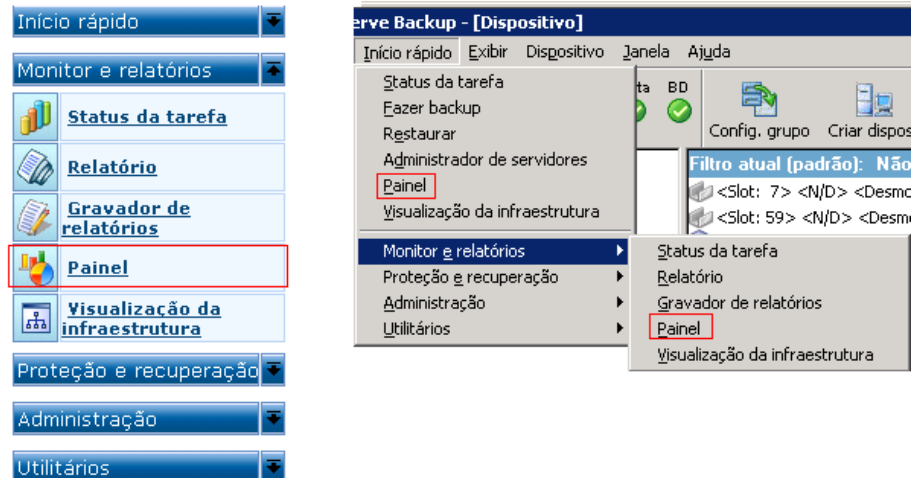 Início rápido
Monitor e relatórios
Status da tarefa
Relatório
Gravador de
relatórios
Painel
Visualização da
infraestrutura
Proteção e recuperação
Administração
Utilitários
erve Backup - [Dispositivo]
Início rápido Exibir Dispositivo Janela Ajuda
Status da tarefa
Fazer backup
Restaurar
Administrador de servidores
Painel
Visualização da infraestrutura
Monitor e relatórios
Proteção e recuperação
Administração
Utilitários
ta BD
Config. grupo Criar dispos
Filtro atual (padrão): Não
<Slot: 7> <N/D> <Desmo
<Slot: 59> <N/D> <Desmo
Status da tarefa
Relatório
Gravador de relatórios
Painel
Visualização da infraestrutura